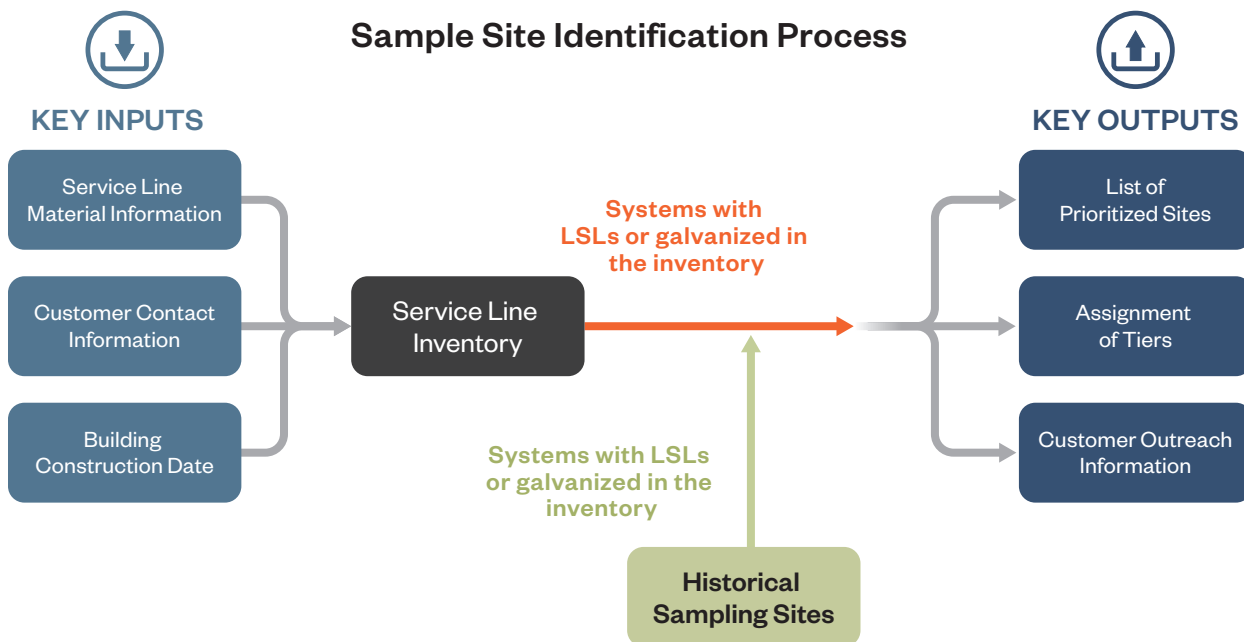 Sample Site Identification Process
KEY INPUTS
Service Line
Material Information
Customer Contact
Information
Building
Construction Date
Service Line
Inventory
Systems with
LSLs or galvanized in
the inventory
Systems with LSLs
or galvanized in the
inventory
Historical
Sampling Sites
KEY OUTPUTS
List of
Prioritized Sites
Assignment
of Tiers
Customer Outreach
Information